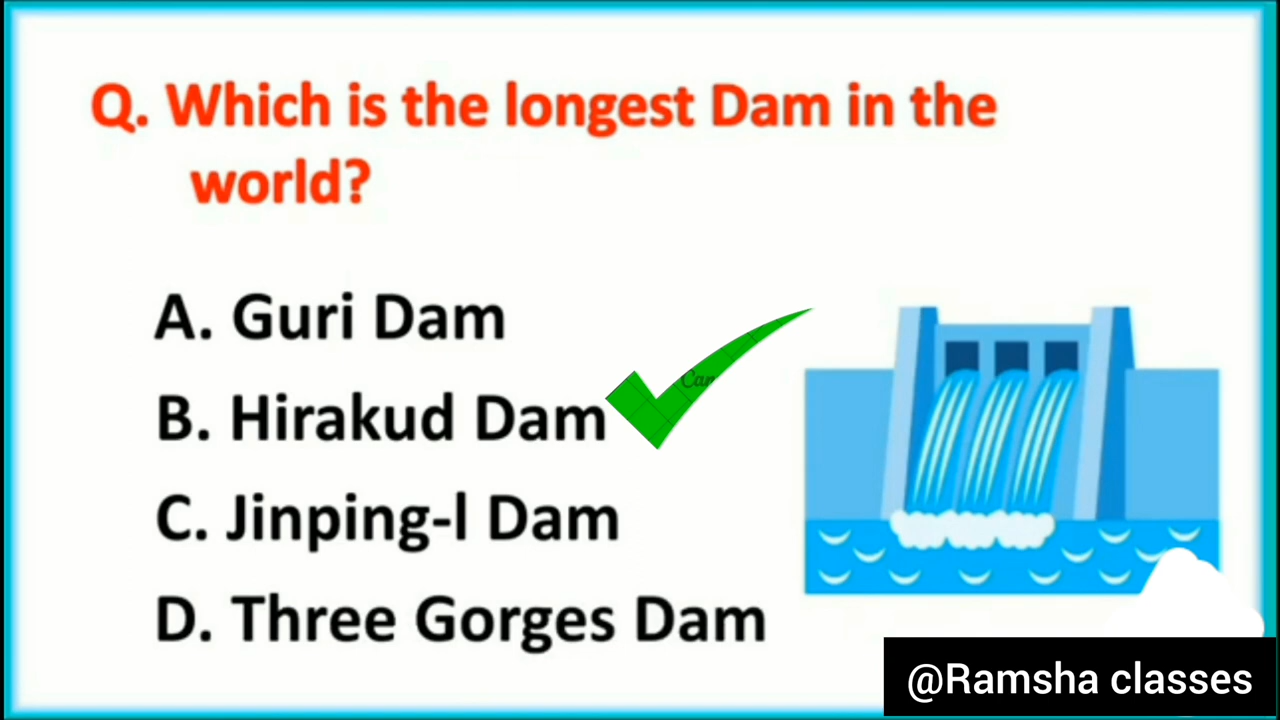 Q. Which is the longest Dam in the
world?
A. Guri Dam
B. Hirakud Dam
Can
C. Jinping-l Dam
D. Three Gorges Dam
@Ramsha classes